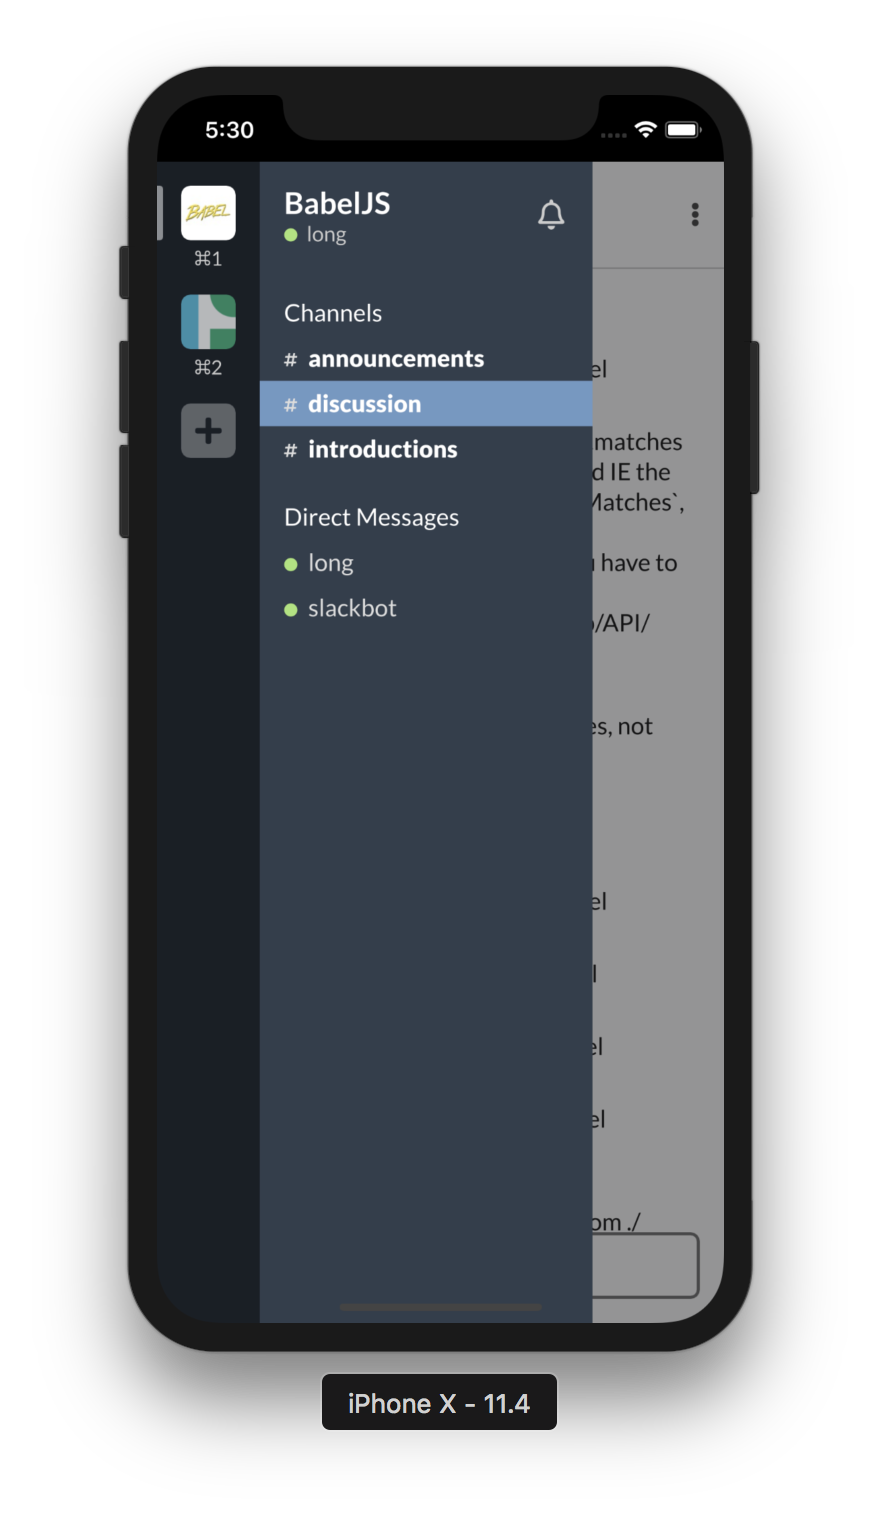 5:30
BABEL
⌘1
⌘2
BabelJS
long
Channels
# announcements
# discussion
# introductions
Direct Messages
long
slackbot
el
matches
d IE the
Matches`,
have to
/API/
es, not
el
l
el
el
om ./
iPhone X - 11.4